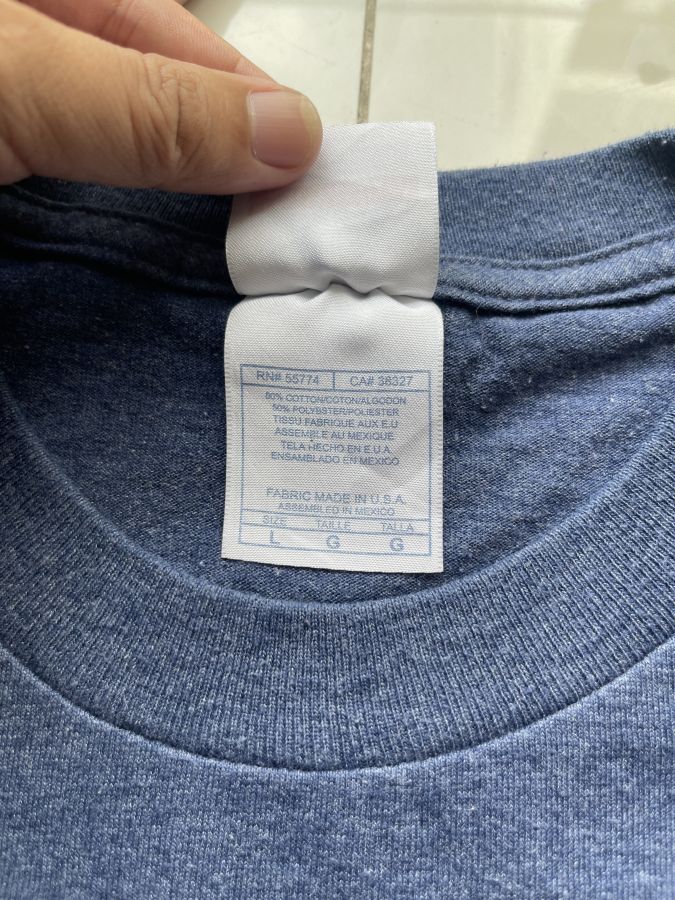 RN# 55774 CA# 36327
50% COTTON/COTON/ALGODON
50% POLYESTER/POLIESTER
TISSU FABRIQUE AUX E.U
ASSEMBLE AU MEXIQUE
TELA HECHO EN E.U.A.
ENSAMBLADO EN MEXICO
FABRIC MADE IN U.S.A.
ASSEMBLED IN MEXICO
SIZE TAILLE TALLA
L G G